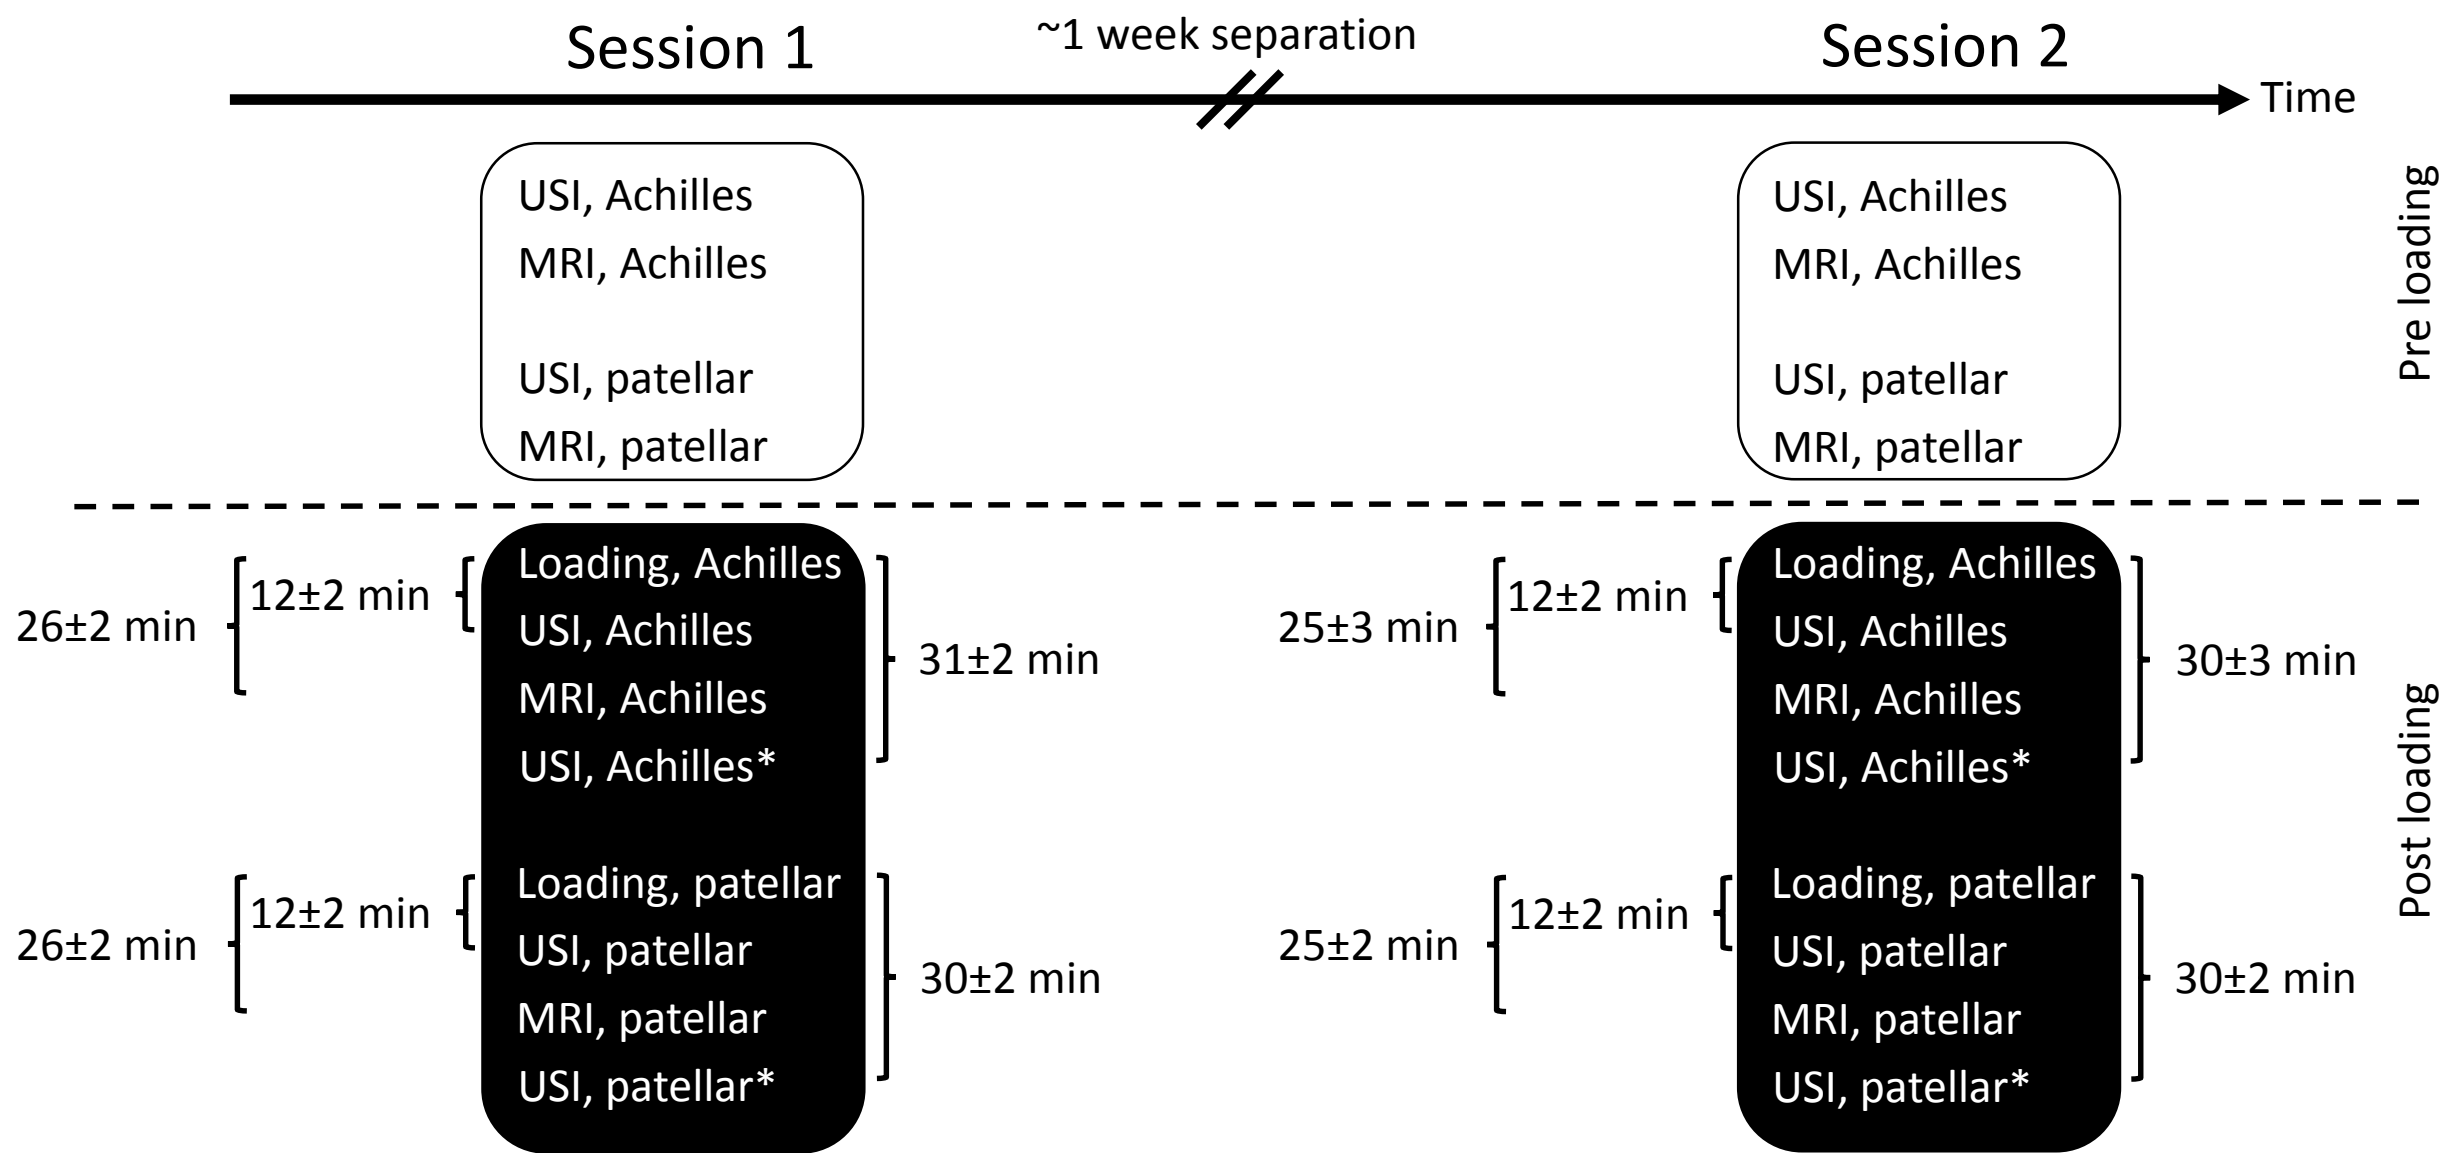 Session 1
~1 week separation
Session 2
Time
USI, Achilles
MRI, Achilles
USI, patellar
MRI, patellar
USI, Achilles
MRI, Achilles
USI, patellar
MRI, patellar
Pre loading
26±2 min
12±2 min
Loading, Achilles
USI, Achilles
MRI, Achilles
USI, Achilles*
31±2 min
26±2 min
12±2 min
Loading, patellar
USI, patellar
MRI, patellar
USI, patellar*
30±2 min
25±3 min
12±2 min
Loading, Achilles
USI, Achilles
MRI, Achilles
USI, Achilles*
30±3 min
25±2 min
12±2 min
Loading, patellar
USI, patellar
MRI, patellar
USI, patellar*
30±2 min
Post loading